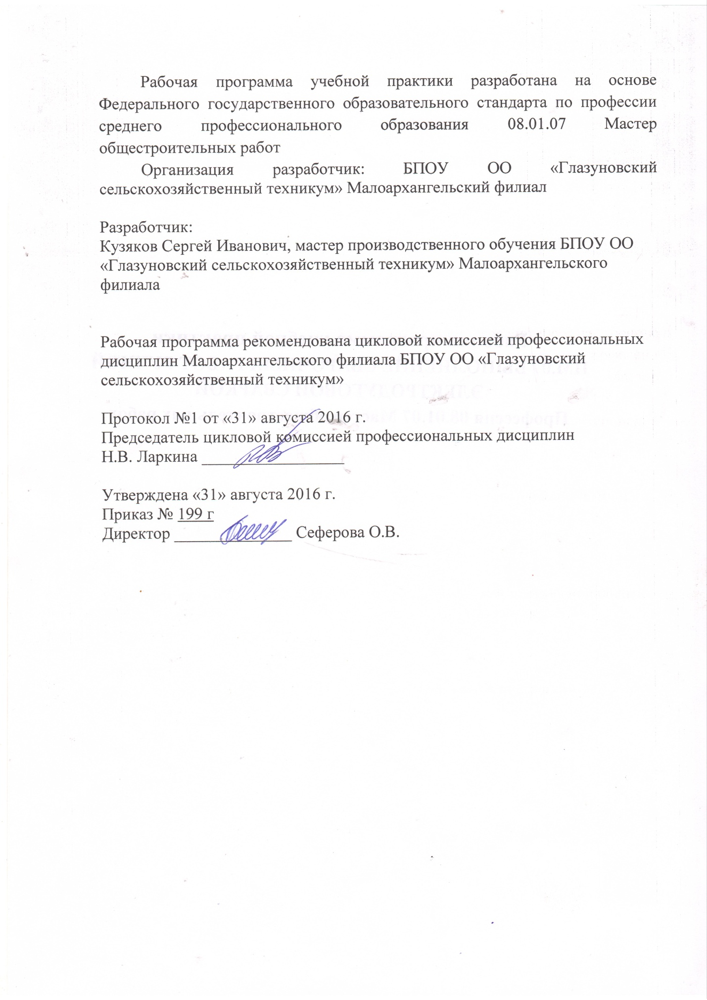 Рабочая программа учебной практики разработана на основе
Федерального государственного образовательного стандарта по профессии
среднего профессионального образования 08.01.07 Мастер
общестроительных работ
Организация разработчик: БПОУ ОО «Глазуновский
сельскохозяйственный техникум» Малоархангельский филиал
Разработчик:
Кузяков Сергей Иванович, мастер производственного обучения БПОУ ОО
«Глазуновский сельскохозяйственный техникум» Малоархангельского
филиала
Рабочая программа рекомендована цикловой комиссией профессиональных
дисциплин Малоархангельского филиала БПОУ ОО «Глазуновский
сельскохозяйственный техникум»
Протокол №1 от «31» августа 2016 г.
Председатель цикловой комиссией профессиональных дисциплин
Н.В. Ларкина
Утверждена «31» августа 2016 г.
Приказ № 199 г
Директор Сеферова О.В.